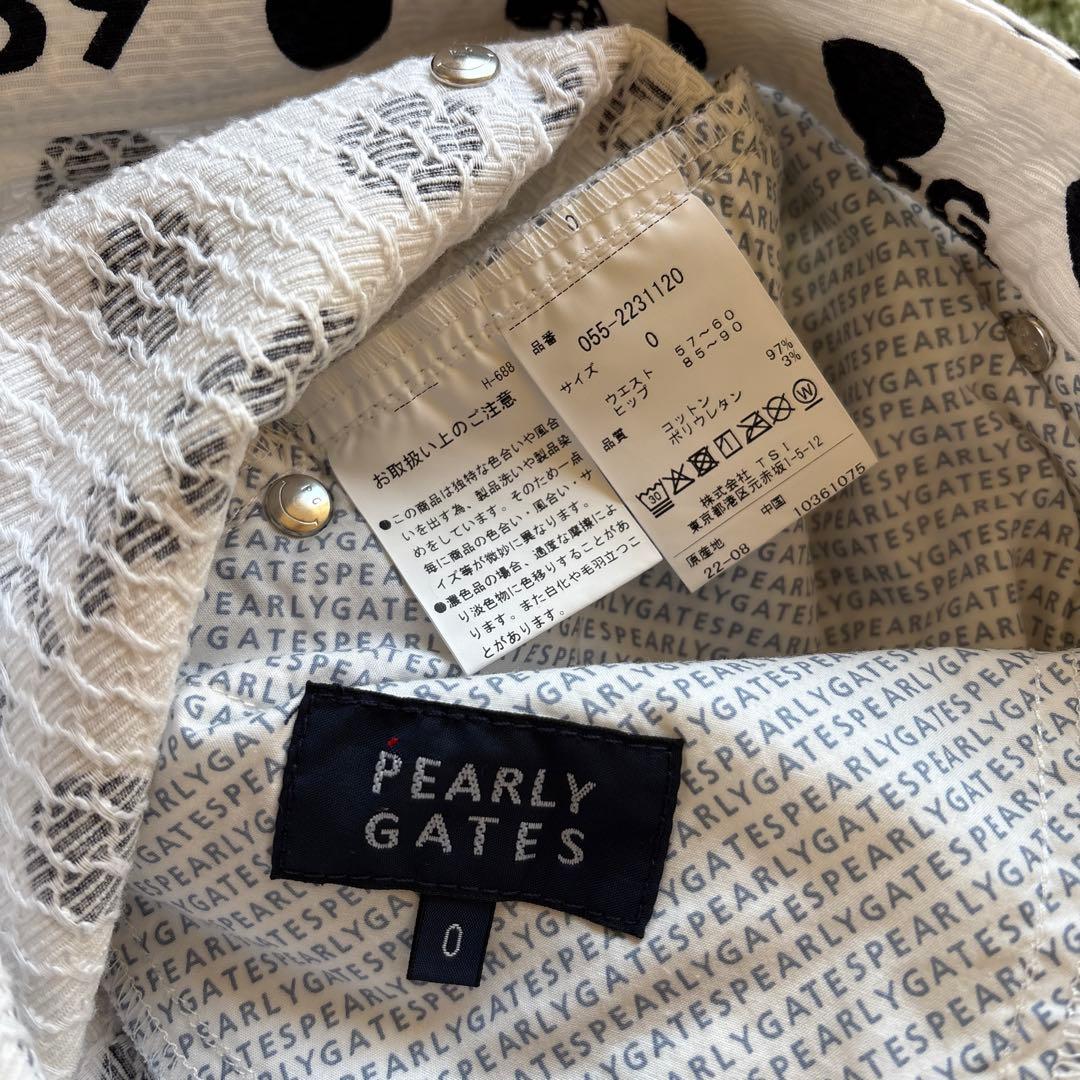 89
G
PEARLY
GATES
0
品番
055-2231120
サイズ
0
ウエスト 57～60
ヒップ 85～90
品質
コットン 97%
ポリウレタン 3%
30
W
株式会社 TSI
東京都港区元赤坂1-5-12
原産地 中国
22-08 10361075
H-688
お取扱い上のご注意
●この商品は独特な色合いや風合
いを出す為、製品洗いや製品染
めをしています。そのため一点
毎に商品の色合い・風合い・サ
イズ等が微妙に異なります。
●濃色品の場合、過度な摩擦によ
り淡色物に色移りすることがあ
ります。また白化や毛羽立つこ
とがあります。
PEARLYGATESPEARLYGATESPEARLYGATES